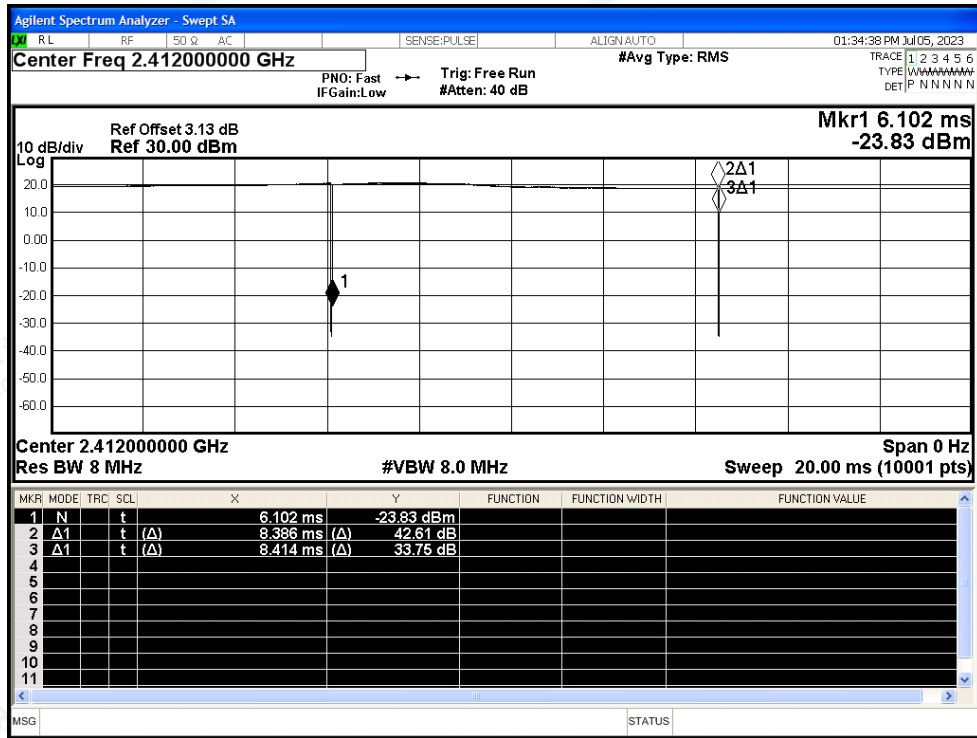 Agilent Spectrum Analyzer - Swept SA
LXI RL RF 50 Ω AC SENSE:PULSE ALIGN AUTO 01:34:38 PM Jul 05, 2023
Center Freq 2.412000000 GHz
PNO: Fast
IFGain:Low
Trig: Free Run
#Atten: 40 dB
#Avg Type: RMS
TRACE 1 2 3 4 5 6
TYPE
DET P N N N N N
Mkr1 6.102 ms
-23.83 dBm
Ref Offset 3.13 dB
10 dB/div Ref 30.00 dBm
Log
2Δ1
20.0 3Δ1
10.0
0.00
-10.0
1
-20.0
-30.0
-40.0
-50.0
-60.0
Center 2.412000000 GHz Span 0 Hz
Res BW 8 MHz #VBW 8.0 MHz Sweep 20.00 ms (10001 pts)
MKR MODE TRC SCL X Y FUNCTION FUNCTION WIDTH FUNCTION VALUE
1 N t 6.102 ms -23.83 dBm
2 Δ1 t (Δ) 8.386 ms (Δ) 42.61 dB
3 Δ1 t (Δ) 8.414 ms (Δ) 33.75 dB
4
5
6
7
8
9
10
11
MSG STATUS